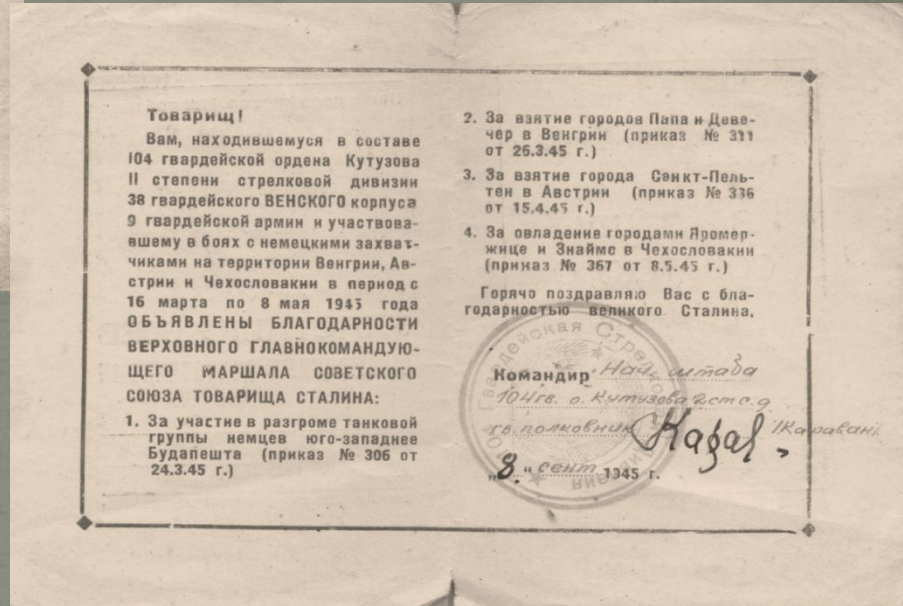 Товарищ!
Вам, находившемуся в составе
104 гвардейской ордена Кутузова
II степени стрелковой дивизии
38 гвардейского ВЕНСКОГО корпуса
9 гвардейской армии и участвова-
вшему в боях с немецкими захват-
чиками на территории Венгрии, Ав-
стрии и Чехословакии в период с
16 марта по 8 мая 1945 года
ОБЪЯВЛЕНЫ БЛАГОДАРНОСТИ
ВЕРХОВНОГО ГЛАВНОКОМАНДУЮ-
ЩЕГО МАРШАЛА СОВЕТСКОГО
СОЮЗА ТОВАРИЩА СТАЛИНА:
1. За участие в разгроме танковой
группы немцев юго-западнее
Будапешта (приказ № 306 от
24.3.45 г.)
2. За взятие городов Папа и Деве-
чер в Венгрии (приказ № 311
от 26.3.45 г.)
3. За взятие города Санкт-Пель-
тен в Австрии (приказ № 336
от 15.4.45 г.)
4. За овладение городами Яромер-
жице и Знаймо в Чехословакии
(приказ № 367 от 8.5.45 г.)
Горячо поздравляю Вас с бла-
годарностью великого Сталина.
Командир Нач. штаба
104 гв. о. Кутузова 2 ст с.д
гв. полковник /Караван/
"8" сент 1945 г.
Гвардейская Стрелко